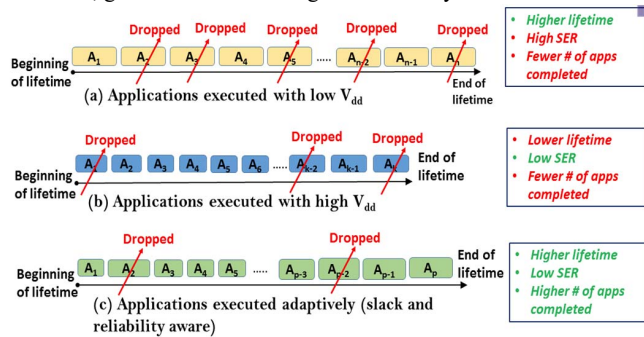 Dropped Dropped Dropped Dropped Dropped
A1 A2 A3 A4 A5 ..... An-2 An-1 An
Beginning of lifetime
End of lifetime
(a) Applications executed with low Vdd
• Higher lifetime
• High SER
• Fewer # of apps completed
Dropped Dropped Dropped
A1 A2 A3 A4 A5 A6 ..... Ak-2 Ak-1 Ak
Beginning of lifetime
End of lifetime
(b) Applications executed with high Vdd
• Lower lifetime
• Low SER
• Fewer # of apps completed
Dropped Dropped
A1 A2 A3 A4 A5 ..... Ap-3 Ap-2 Ap-1 Ap
Beginning of lifetime
End of lifetime
(c) Applications executed adaptively (slack and
reliability aware)
• Higher lifetime
• Low SER
• Higher # of apps completed